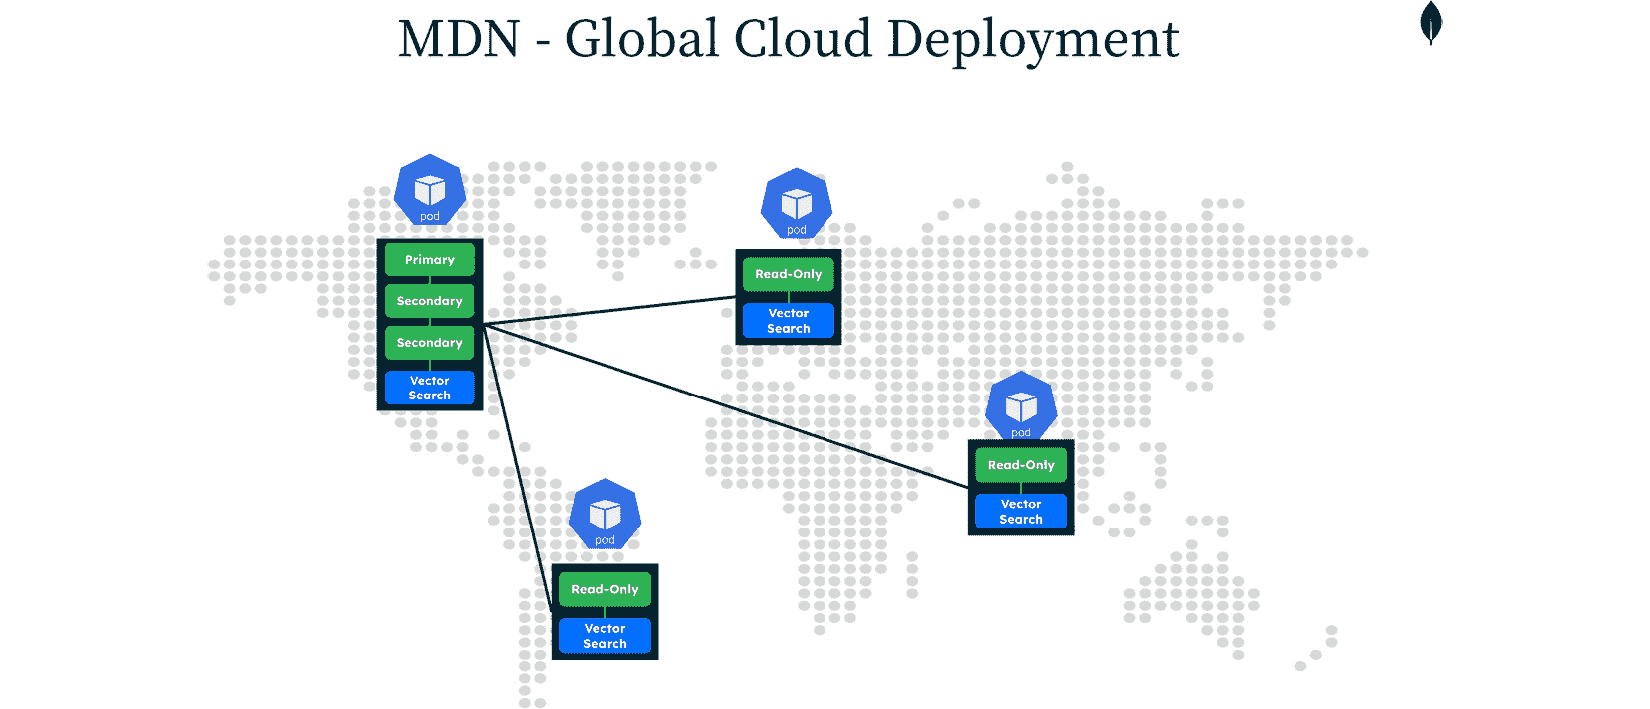 MDN - Global Cloud Deployment
pod
Primary
Secondary
Secondary
Vector
Search
pod
Read-Only
Vector
Search
pod
Read-Only
Vector
Search
pod
Read-Only
Vector
Search